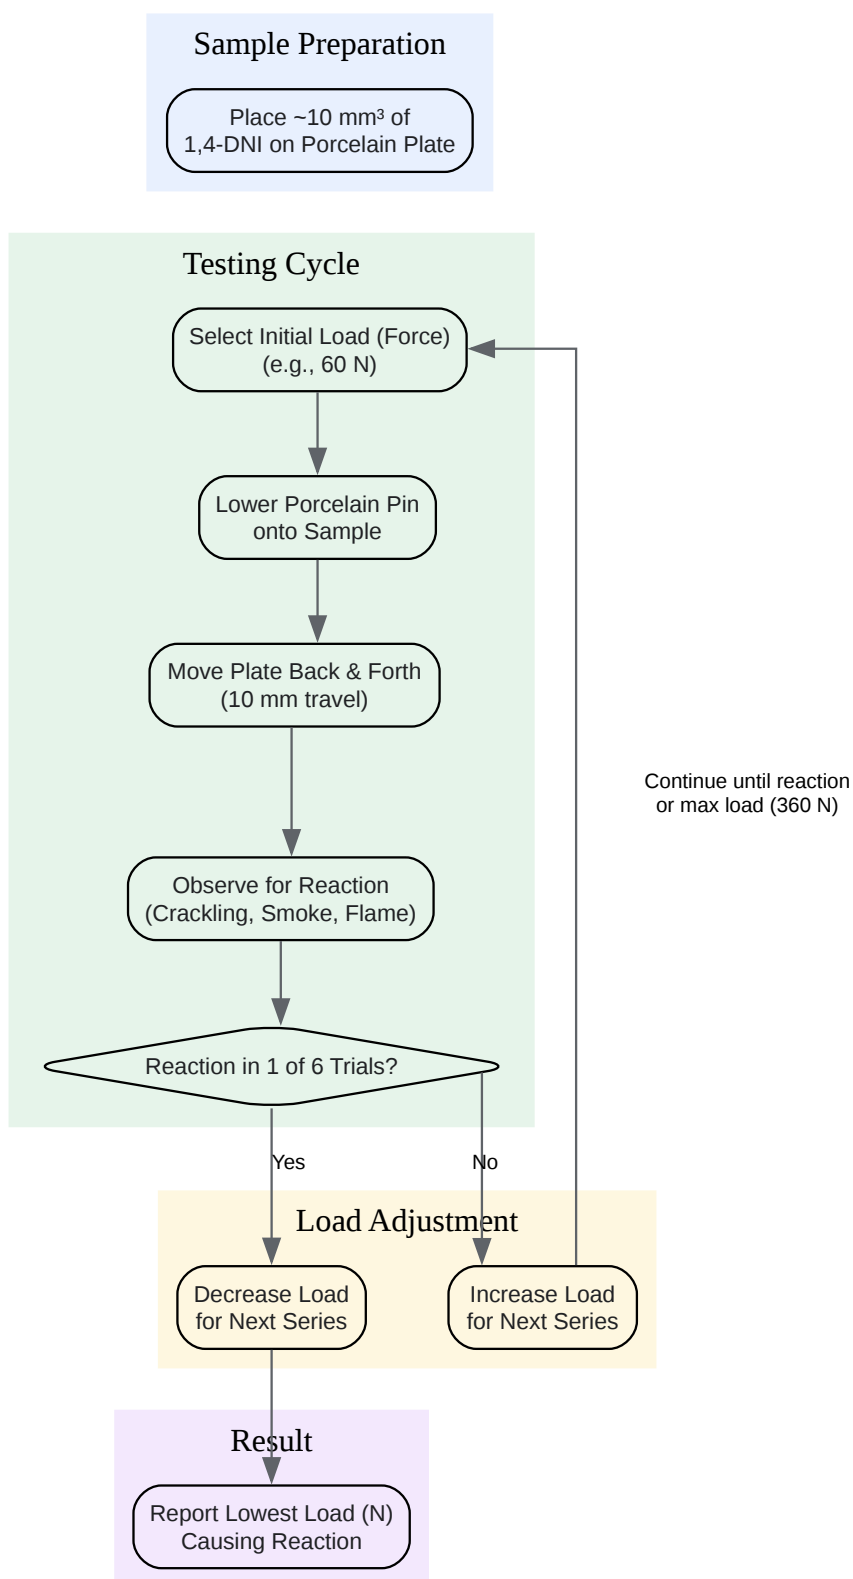 Sample Preparation
Place ~10 mm³ of
1,4-DNI on Porcelain Plate
Testing Cycle
Select Initial Load (Force)
(e.g., 60 N)
Lower Porcelain Pin
onto Sample
Move Plate Back & Forth
(10 mm travel)
Continue until reaction
or max load (360 N)
Observe for Reaction
(Crackling, Smoke, Flame)
Reaction in 1 of 6 Trials?
Yes
No
Load Adjustment
Decrease Load
for Next Series
Increase Load
for Next Series
Result
Report Lowest Load (N)
Causing Reaction